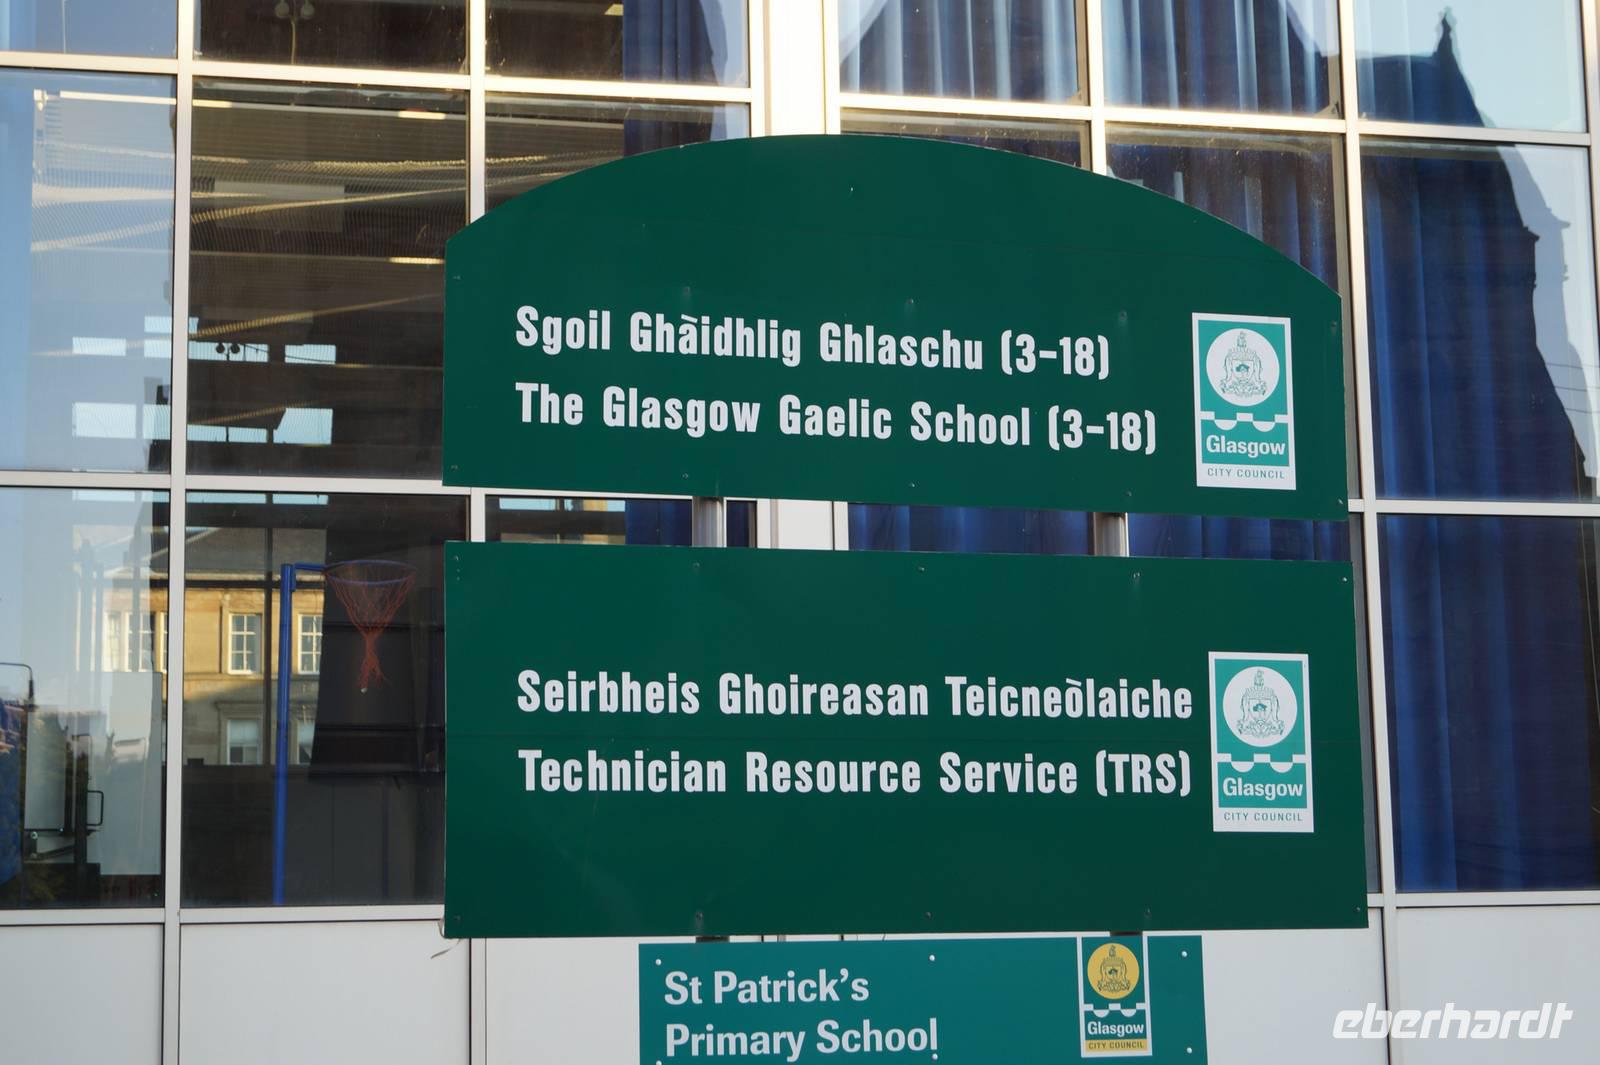 Sgoil Ghàidhlig Ghlaschu (3-18)
The Glasgow Gaelic School (3-18)
Glasgow
CITY COUNCIL
Seirbheis Ghoireasan Teicneòlaiche
Technician Resource Service (TRS)
Glasgow
CITY COUNCIL
St Patrick's
Primary School
Glasgow
CITY COUNCIL
eberhardt